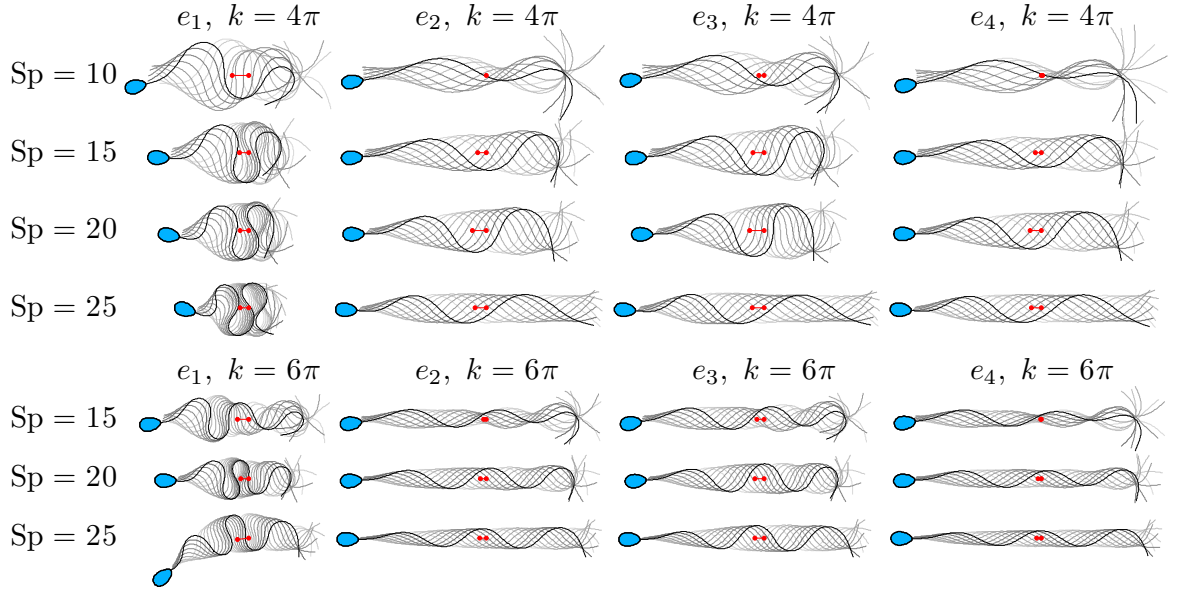 e₁, k = 4π e₂, k = 4π e₃, k = 4π e₄, k = 4π
Sp = 10
Sp = 15
Sp = 20
Sp = 25
e₁, k = 6π e₂, k = 6π e₃, k = 6π e₄, k = 6π
Sp = 15
Sp = 20
Sp = 25